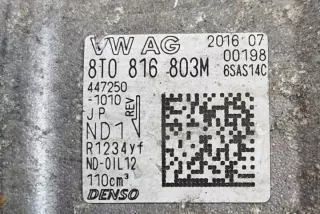 VW AG 2016 07
00198
8T0 816 803M 6SAS14C
447250
-1010
JP REV
ND1
R1234yf
ND-OIL12
110cm³
DENSO